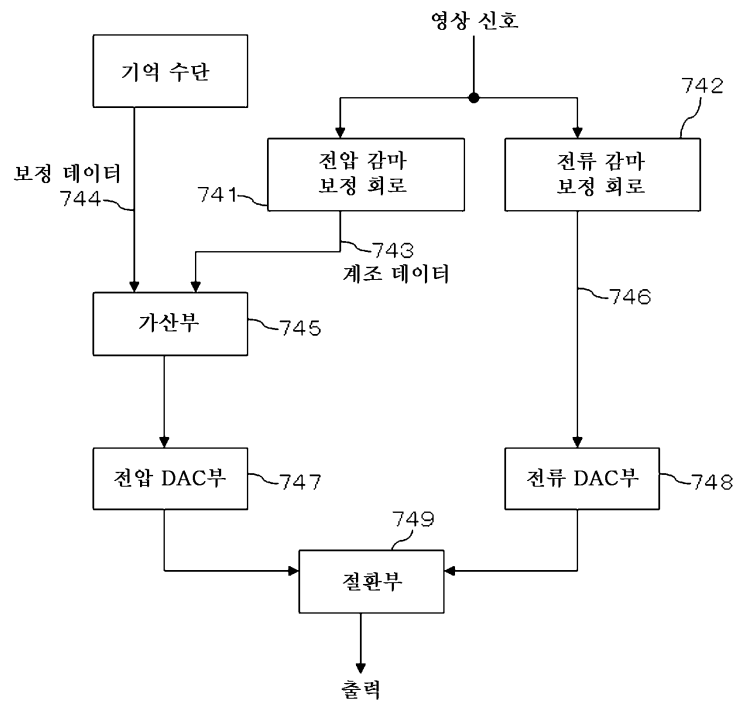 영상 신호
기억 수단
742
전압 감마
보정 회로
전류 감마
보정 회로
보정 데이터
744
741
743
계조 데이터
746
가산부
745
전압 DAC부
747
전류 DAC부
748
749
절환부
출력